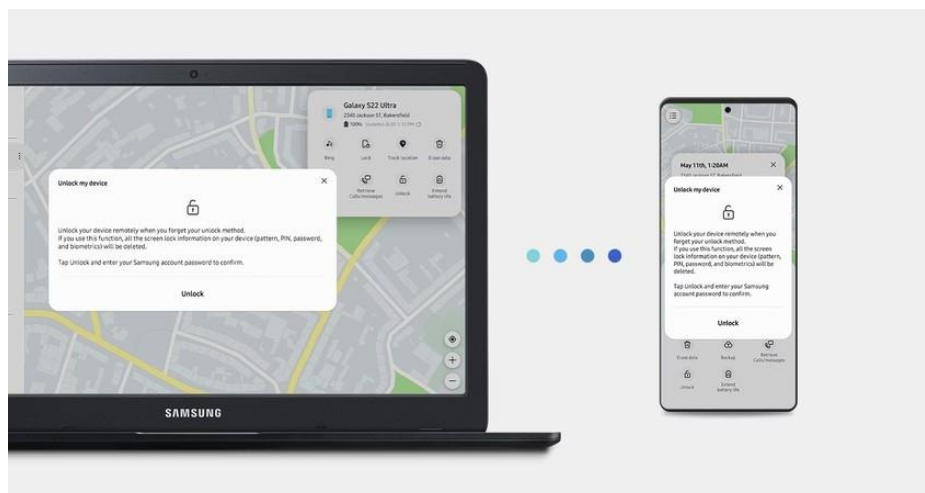 Galaxy S22 Ultra
2340 Jackson ST, Bakersfield
100%
Ring
Lock
Track location
Erase data
Retrieve
Calls/messages
Unlock
Extend
battery life
Unlock my device
Unlock your device remotely when you forget your unlock method.
If you use this function, all the screen lock information on your device (pattern, PIN, password,
and biometrics) will be deleted.
Tap Unlock and enter your Samsung account password to confirm.
Unlock
SAMSUNG
May 11th, 1:20AM
Unlock my device
Unlock your device remotely when you
forget your unlock method.
If you use this function, all the screen
lock information on your device (pattern,
PIN, password, and biometrics) will be
deleted.
Tap Unlock and enter your Samsung
account password to confirm.
Unlock
Erase data
Backup
Retrieve
Calls/messages
Unlock
Extend
battery life